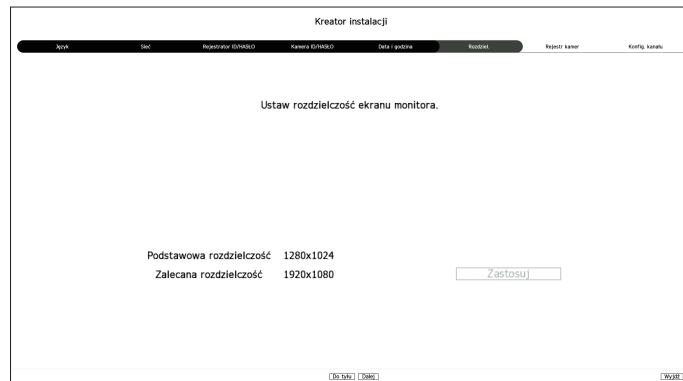 Kreator instalacji
Język Sieć Rejestrator ID/HASŁO Kamera ID/HASŁO Data i godzina Rozdziel. Rejestr kamer Konfig. kanału
Ustaw rozdzielczość ekranu monitora.
Podstawowa rozdzielczość 1280x1024
Zalecana rozdzielczość 1920x1080 Zastosuj
Do tyłu Dalej Wyjdź